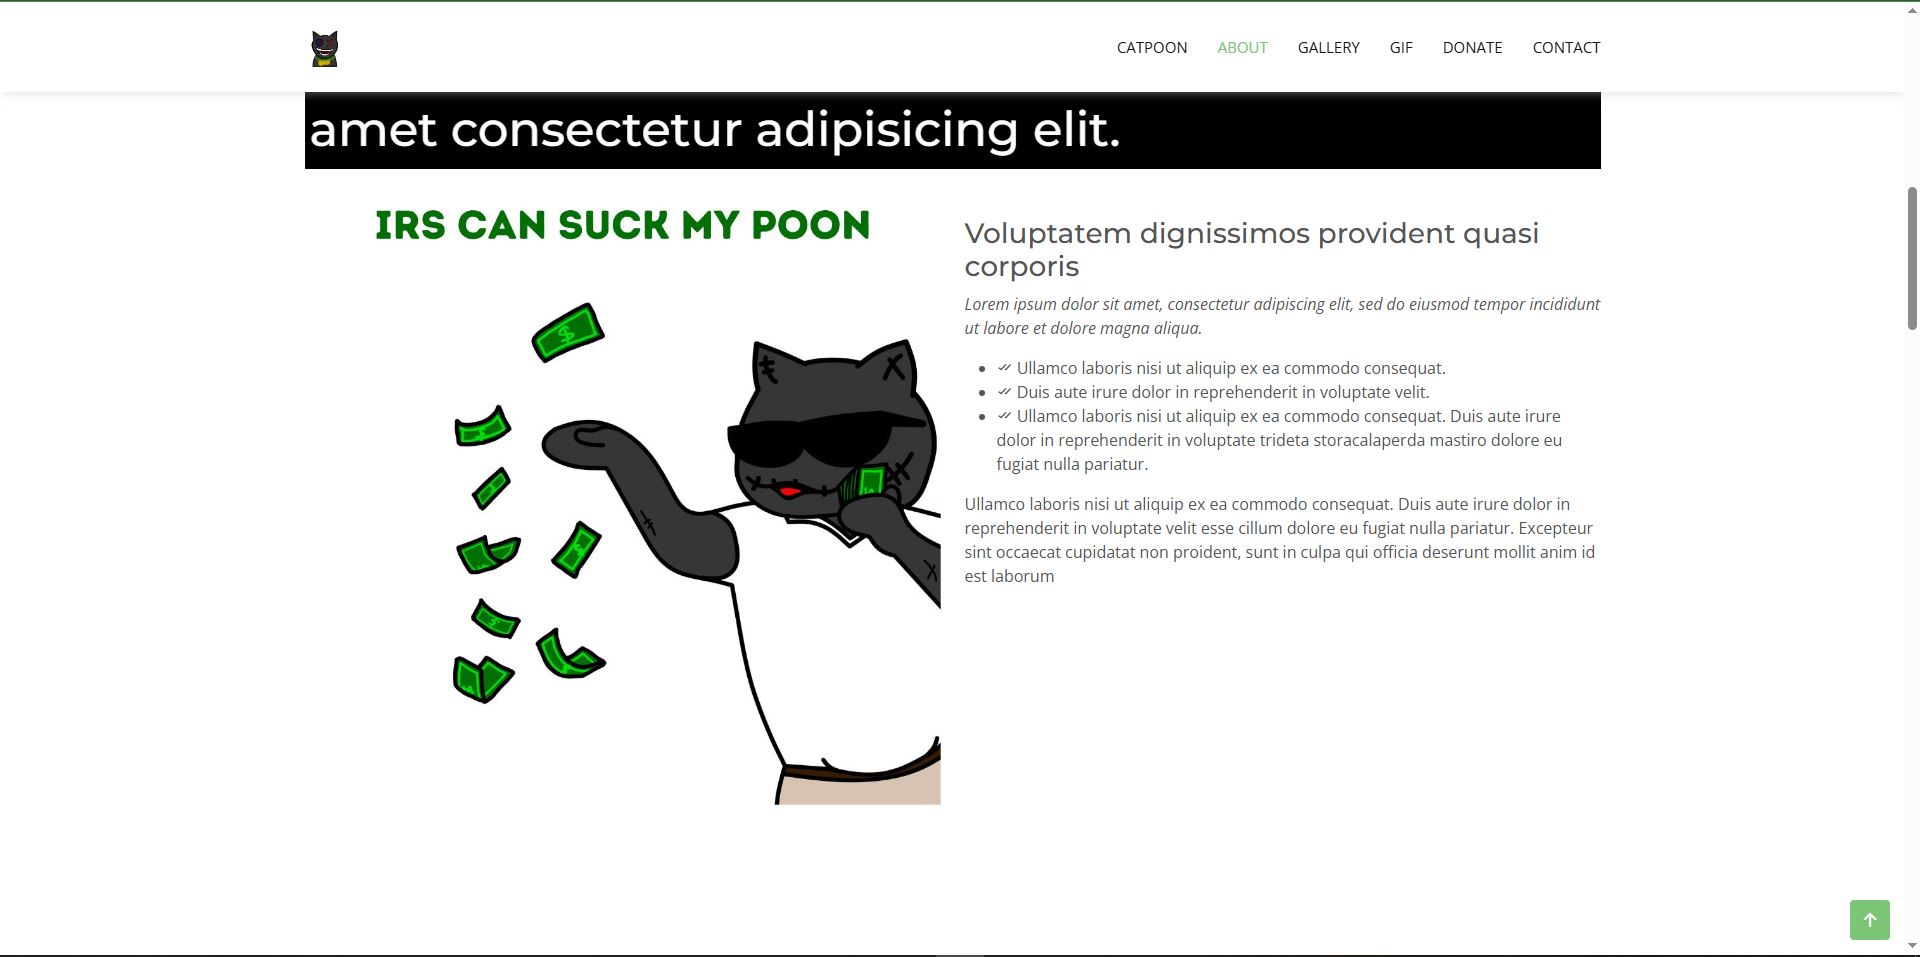 CATPOON ABOUT GALLERY GIF DONATE CONTACT
amet consectetur adipisicing elit.
IRS CAN SUCK MY POON
Voluptatem dignissimos provident quasi
corporis
Lorem ipsum dolor sit amet, consectetur adipiscing elit, sed do eiusmod tempor incididunt
ut labore et dolore magna aliqua.
Ullamco laboris nisi ut aliquip ex ea commodo consequat.
Duis aute irure dolor in reprehenderit in voluptate velit.
Ullamco laboris nisi ut aliquip ex ea commodo consequat. Duis aute irure
dolor in reprehenderit in voluptate trideta storacalaperda mastiro dolore eu
fugiat nulla pariatur.
Ullamco laboris nisi ut aliquip ex ea commodo consequat. Duis aute irure dolor in
reprehenderit in voluptate velit esse cillum dolore eu fugiat nulla pariatur. Excepteur
sint occaecat cupidatat non proident, sunt in culpa qui officia deserunt mollit anim id
est laborum